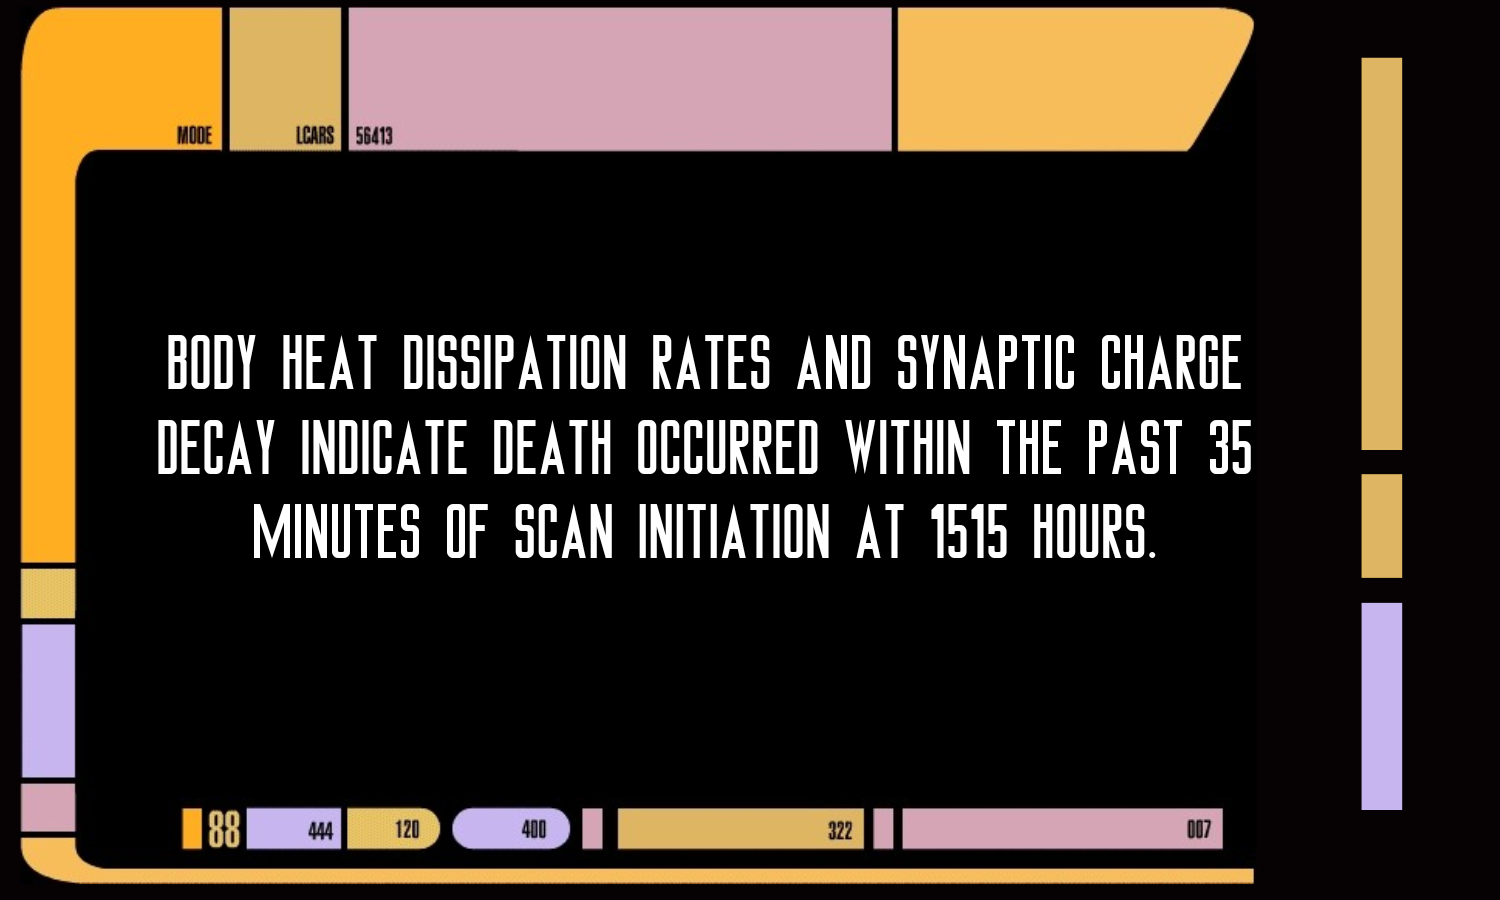 MODE
LCARS
56413
BODY HEAT DISSIPATION RATES AND SYNAPTIC CHARGE
DECAY INDICATE DEATH OCCURRED WITHIN THE PAST 35
MINUTES OF SCAN INITIATION AT 1515 HOURS.
88
444
120
400
322
007